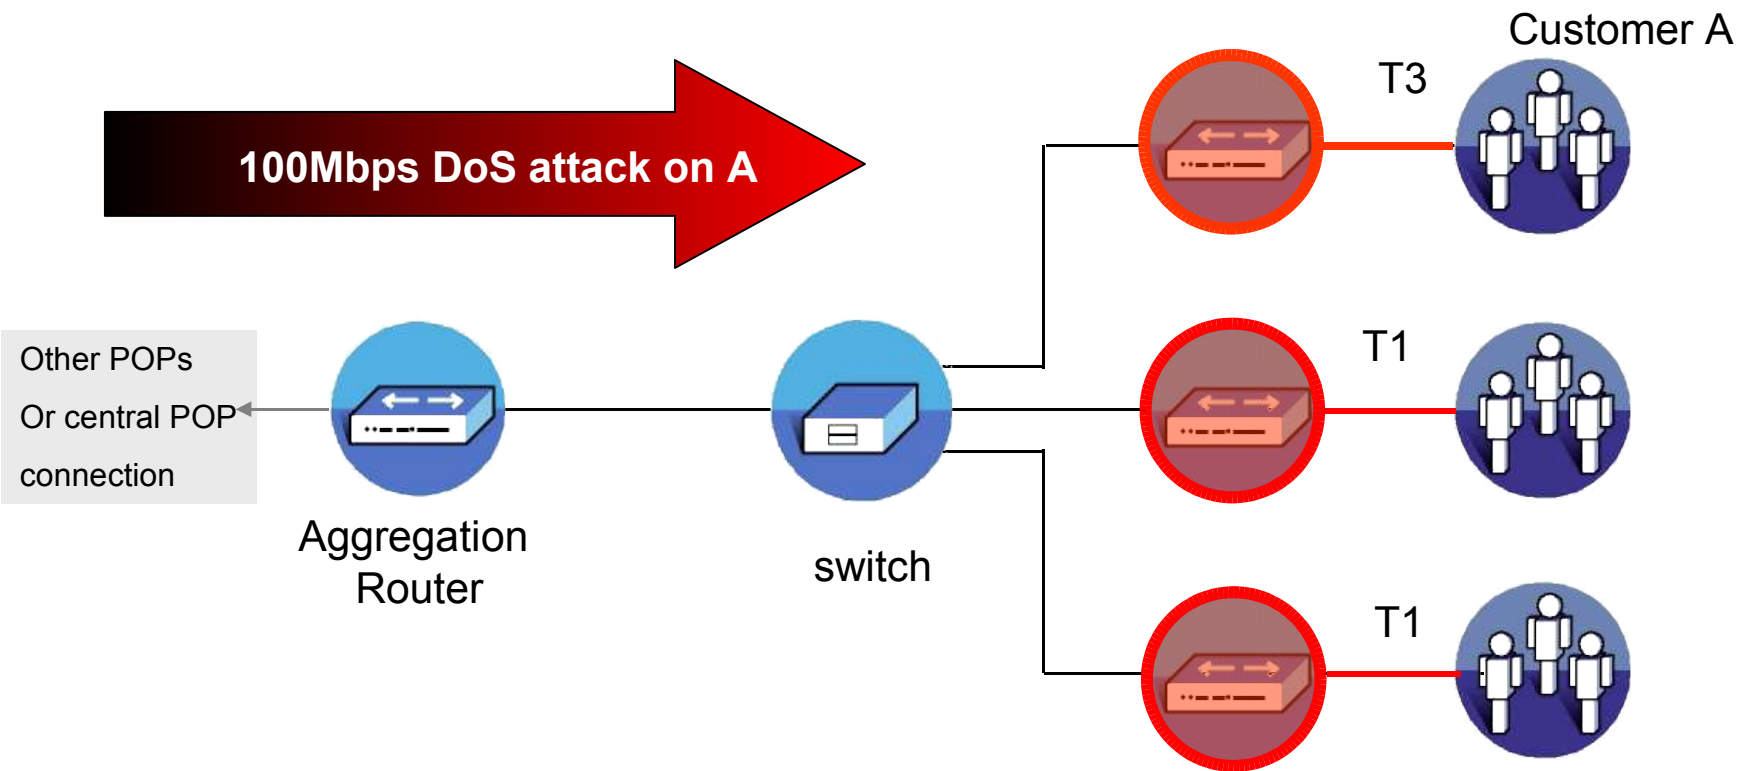 Customer A
T3
100Mbps DoS attack on A
T1
Other POPs
Or central POP
connection
Aggregation
Router
switch
T1